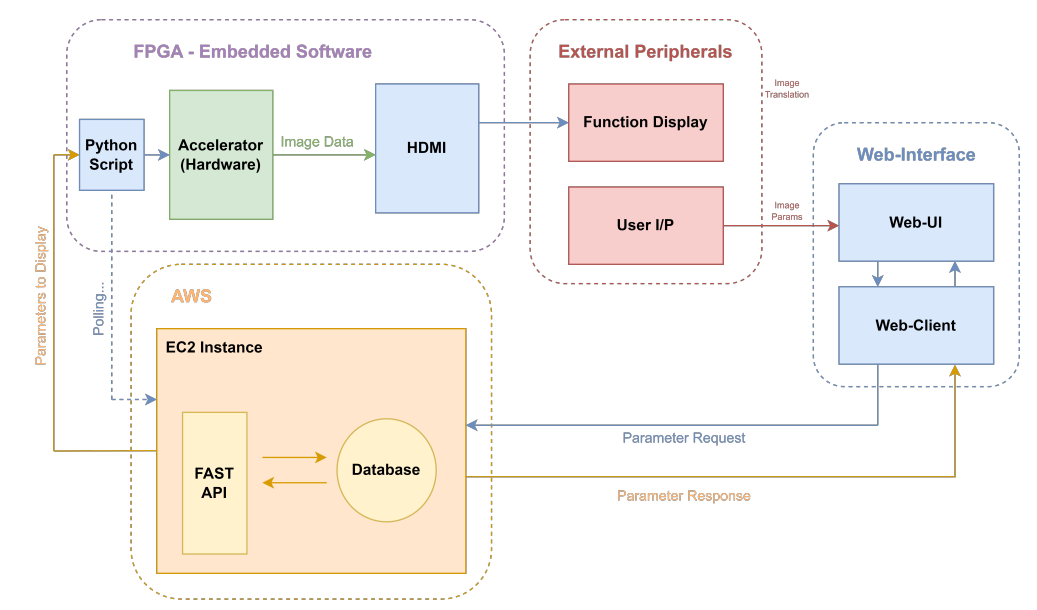 FPGA - Embedded Software
Python
Script
Accelerator
(Hardware)
Image Data
HDMI
External Peripherals
Function Display
User I/P
Image
Translation
Image
Params
Web-Interface
Web-UI
Web-Client
Parameters to Display
Polling...
AWS
EC2 Instance
FAST
API
Database
Parameter Request
Parameter Response